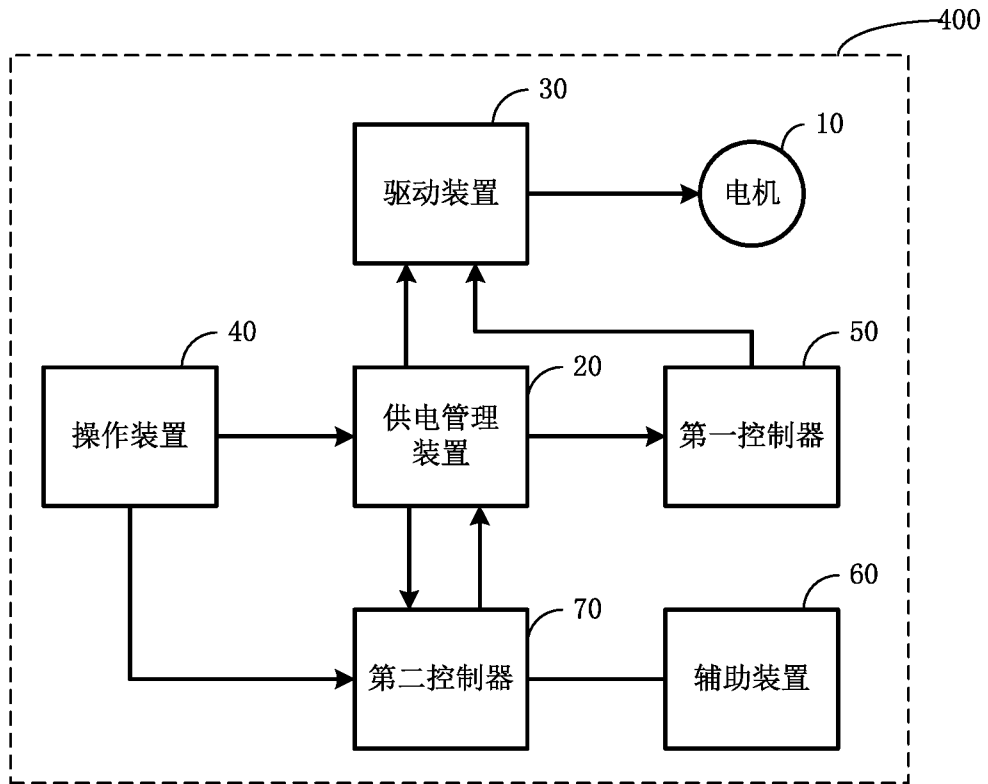 400
30
驱动装置
10
电机
40
操作装置
20
供电管理
装置
50
第一控制器
70
第二控制器
60
辅助装置